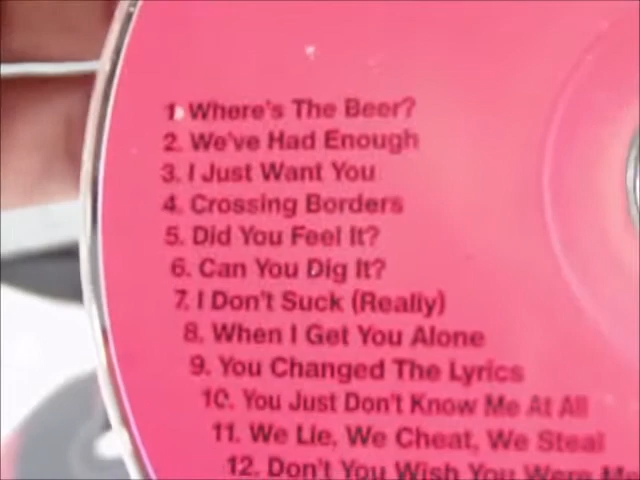 1. Where's The Beer?
2. We've Had Enough
3. I Just Want You
4. Crossing Borders
5. Did You Feel It?
6. Can You Dig It?
7. I Don't Suck (Really)
8. When I Get You Alone
9. You Changed The Lyrics
10. You Just Don't Know Me At All
11. We Lie, We Cheat, We Steal
12. Don't You Wish You Were Me